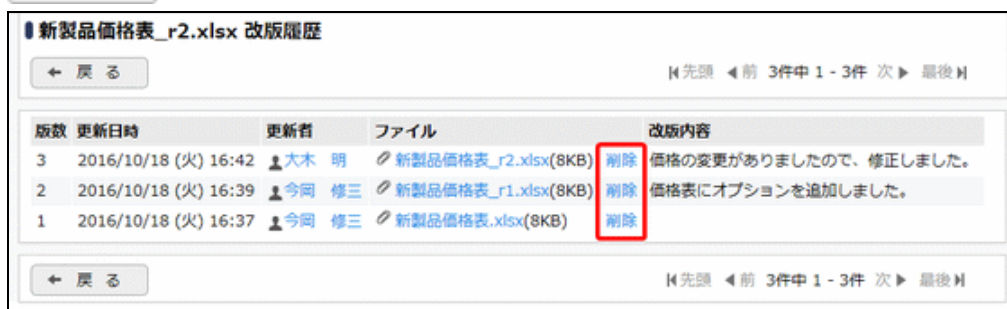 新製品価格表_r2.xlsx 改版履歴
← 戻 る
先頭 前 3件中 1 - 3件 次 最後
版数 更新日時 更新者 ファイル 改版内容
3 2016/10/18 (火) 16:42 大木 明 新製品価格表_r2.xlsx(8KB) 削除 価格の変更がありましたので、修正しました。
2 2016/10/18 (火) 16:39 今岡 修三 新製品価格表_r1.xlsx(8KB) 削除 価格表にオプションを追加しました。
1 2016/10/18 (火) 16:37 今岡 修三 新製品価格表.xlsx(8KB) 削除
← 戻 る
先頭 前 3件中 1 - 3件 次 最後